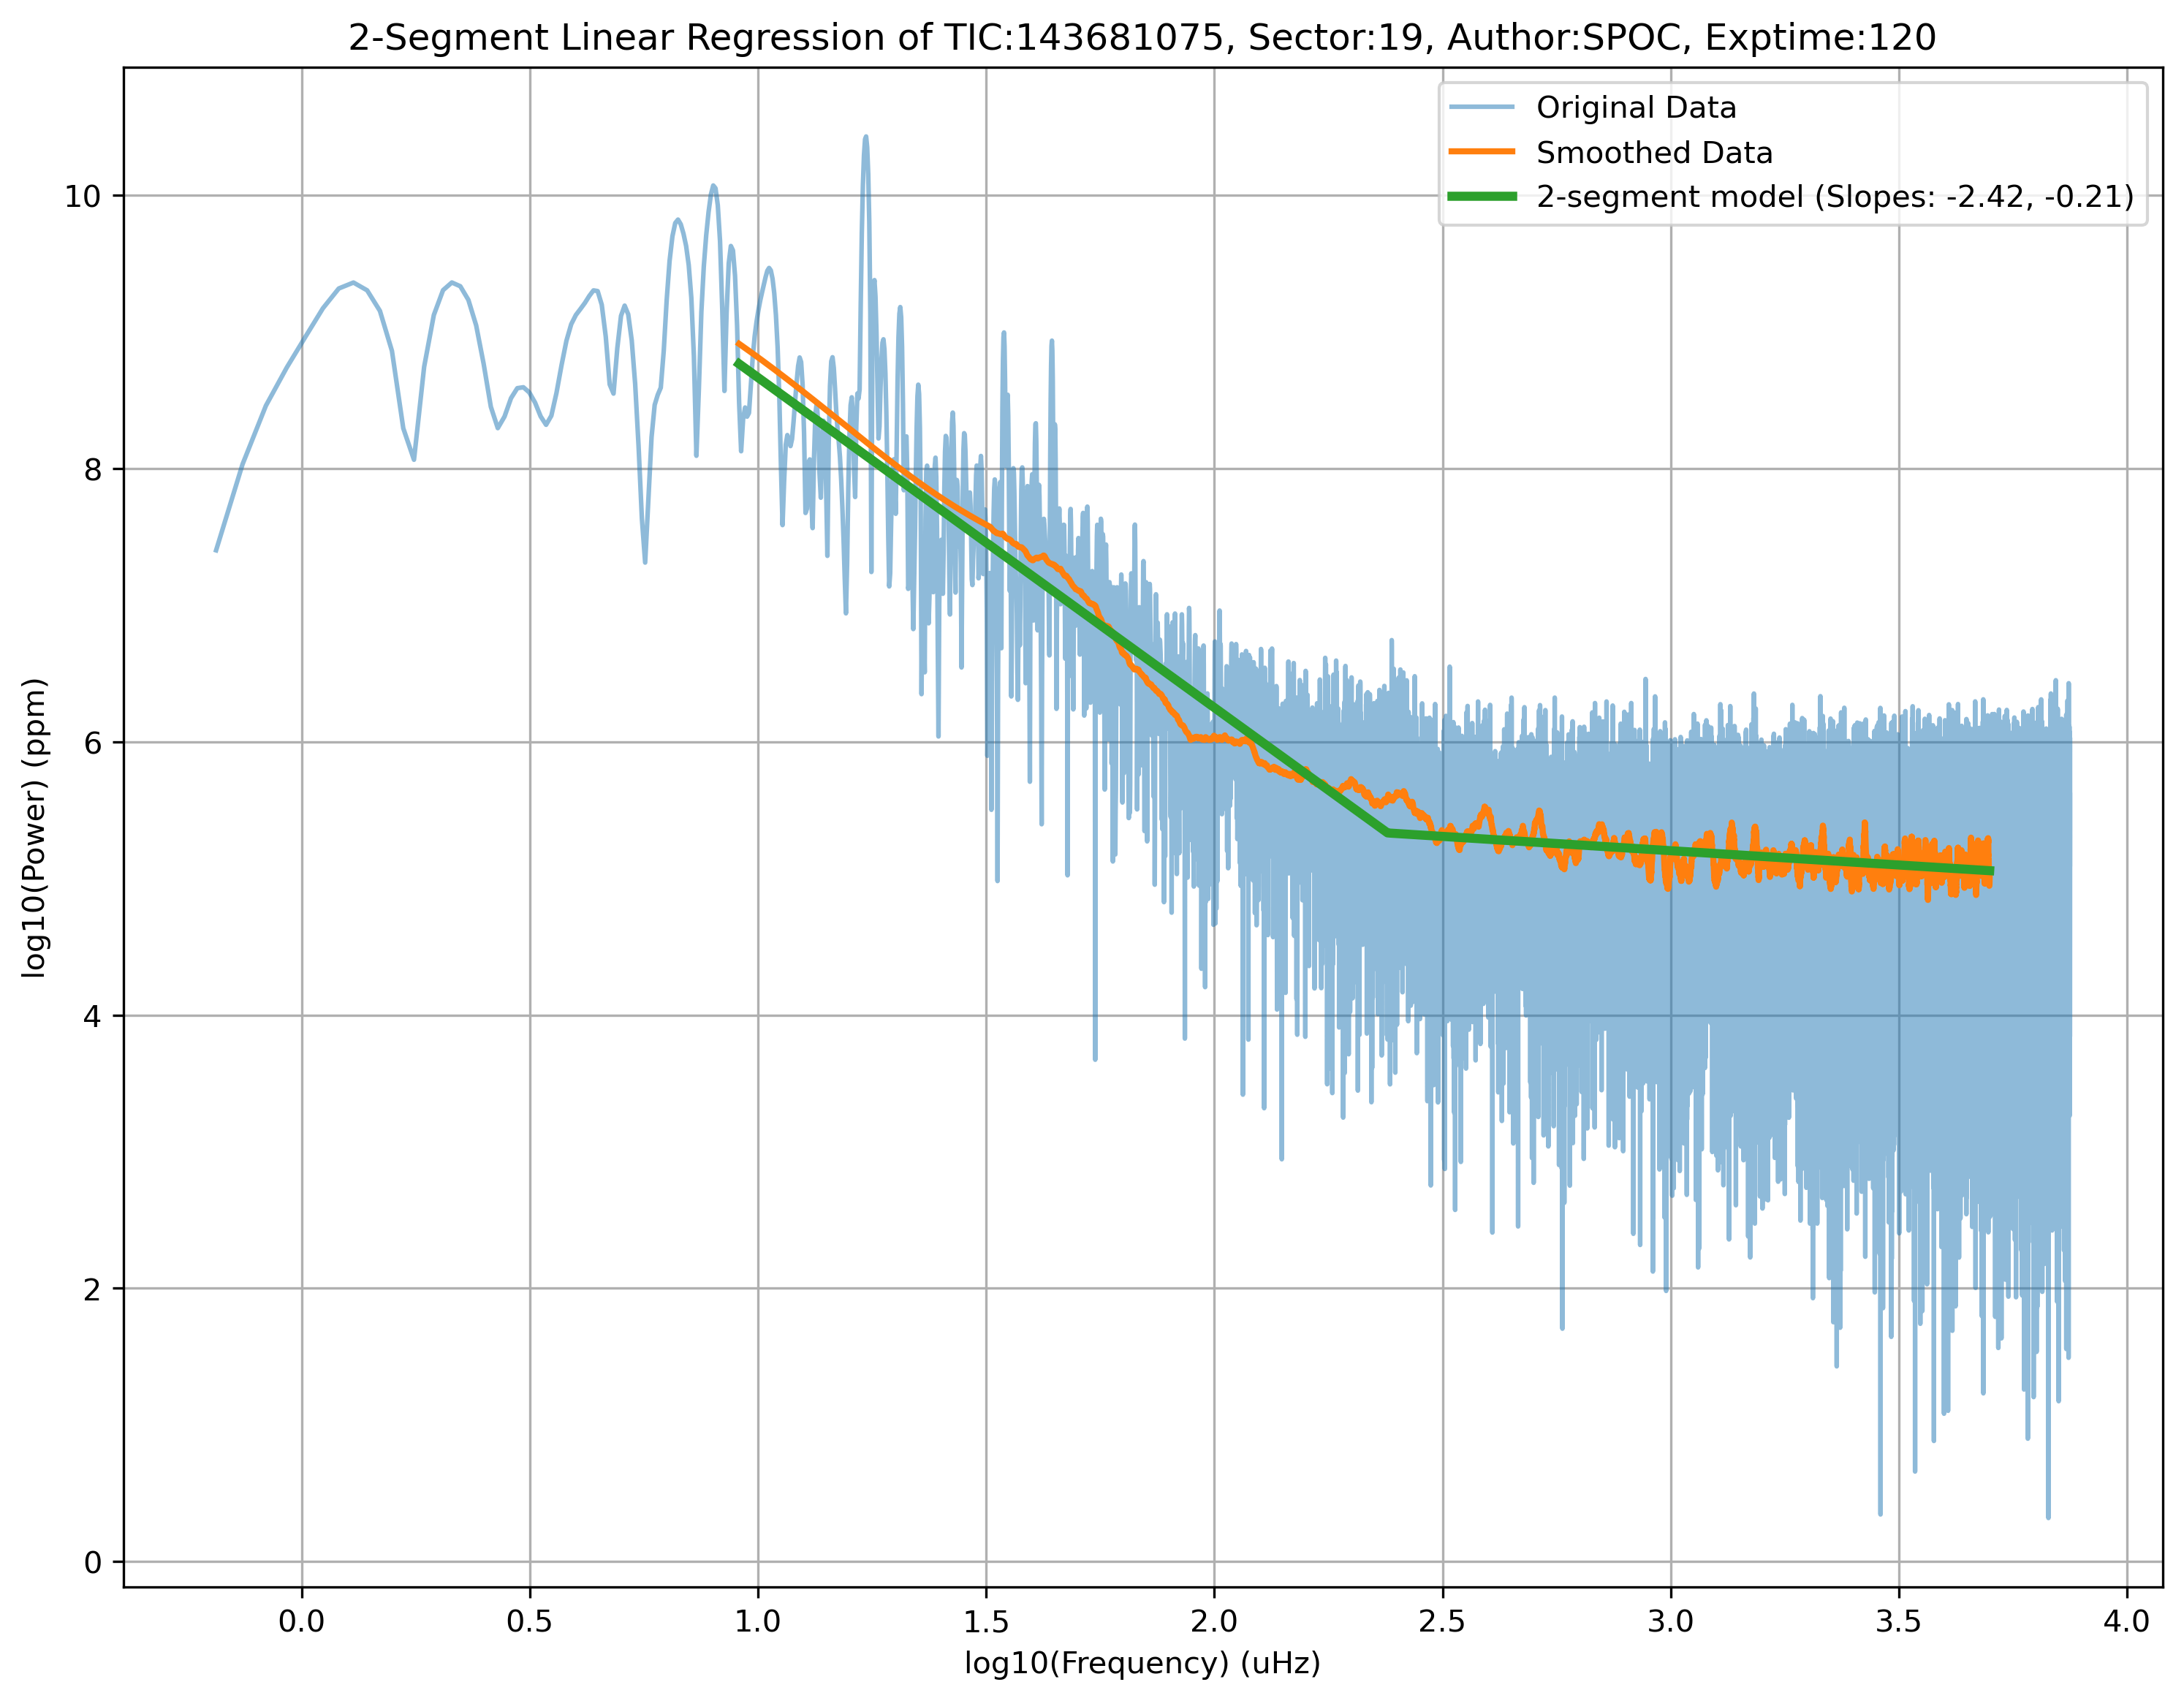 2-Segment Linear Regression of TIC:143681075, Sector:19, Author:SPOC, Exptime:120
Original Data
Smoothed Data
2-segment model (Slopes: -2.42, -0.21)
log10(Power) (ppm)
10
8
6
4
2
0
0.0 0.5 1.0 1.5 2.0 2.5 3.0 3.5 4.0
log10(Frequency) (uHz)